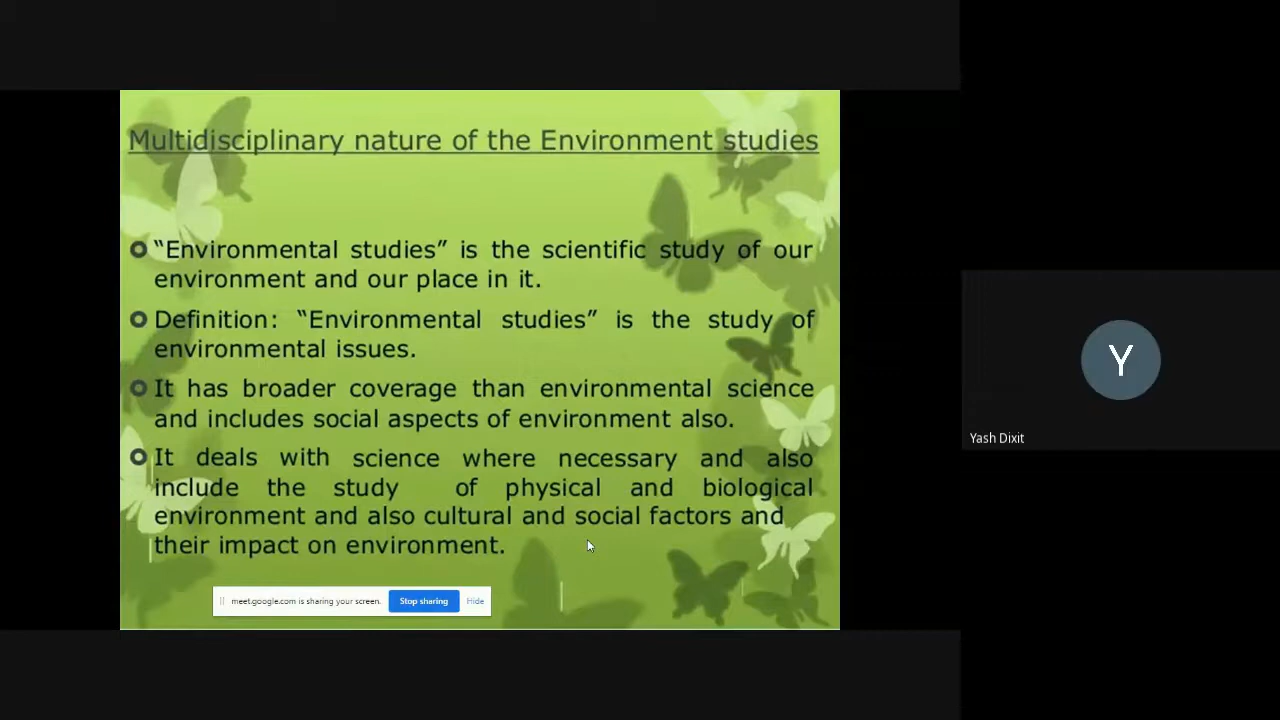 Multidisciplinary nature of the Environment studies
“Environmental studies” is the scientific study of our
environment and our place in it.
Definition: “Environmental studies” is the study of
environmental issues.
It has broader coverage than environmental science
and includes social aspects of environment also.
It deals with science where necessary and also
include the study of physical and biological
environment and also cultural and social factors and
their impact on environment.
meet.google.com is sharing your screen. Stop sharing Hide
Y
Yash Dixit